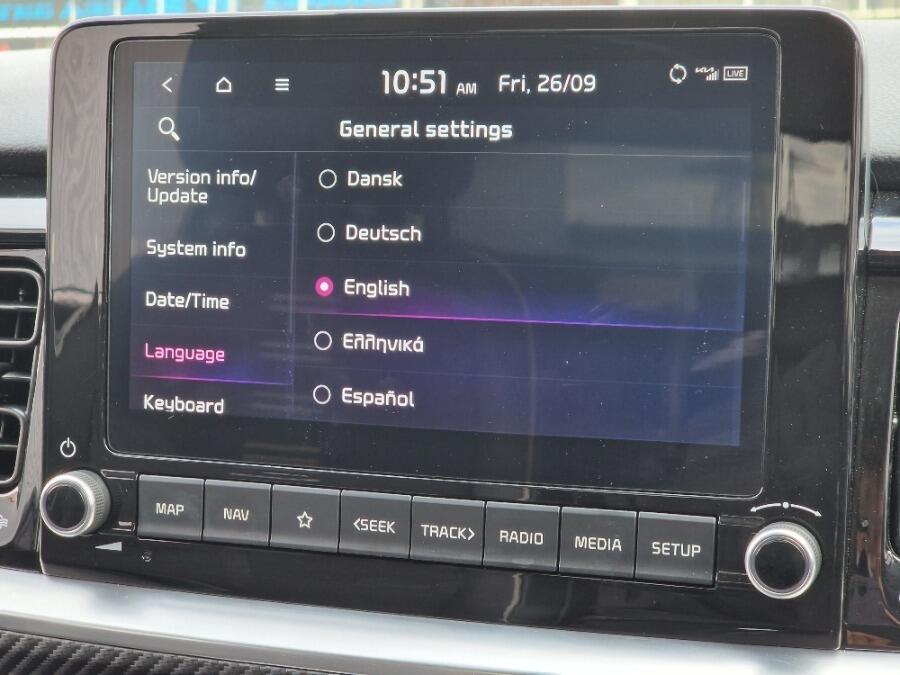 10:51 AM Fri, 26/09 KIA LIVE
General settings
Version info/
Update
System info
Date/Time
Language
Keyboard
Dansk
Deutsch
English
Ελληνικά
Español
MAP
NAV
<SEEK
TRACK>
RADIO
MEDIA
SETUP